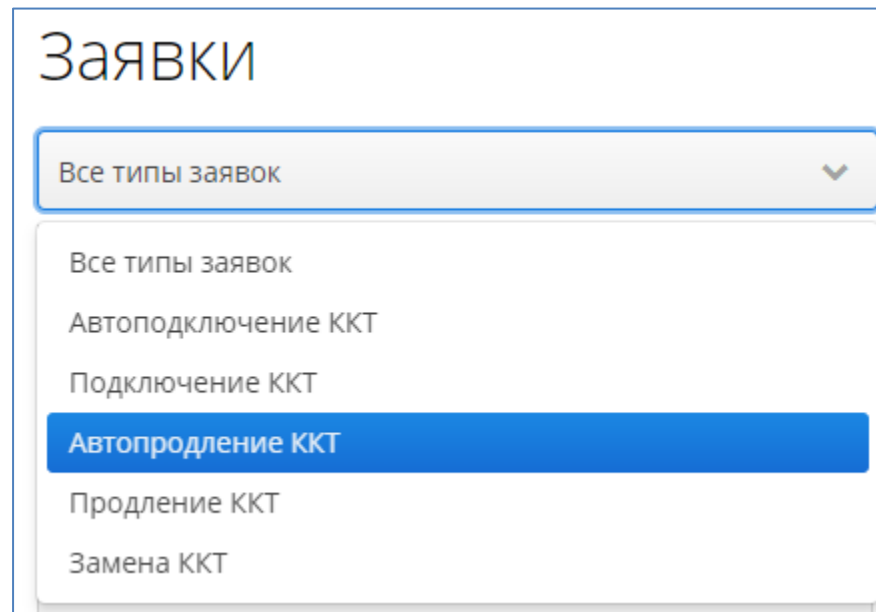 Заявки
Все типы заявок
Все типы заявок
Автоподключение ККТ
Подключение ККТ
Автопродление ККТ
Продление ККТ
Замена ККТ